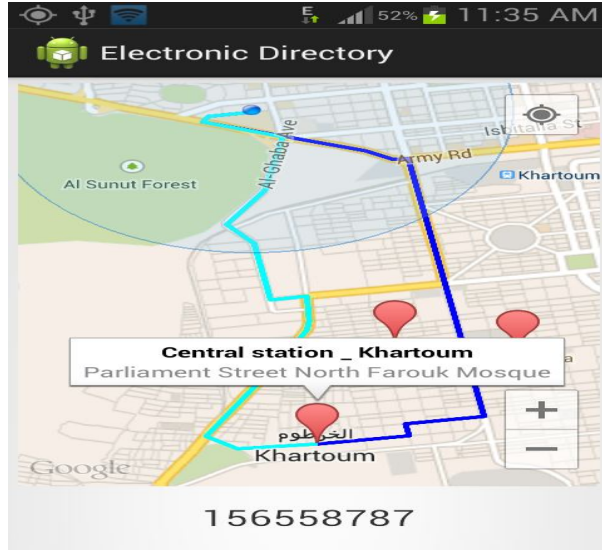 E 52% 11:35 AM
Electronic Directory
Isbitalia St
Al-Ghaba Ave
Army Rd
Al Sunut Forest
Khartoum
Central station _ Khartoum
Parliament Street North Farouk Mosque
a
+
الخرطوم
−
Khartoum
Google
156558787